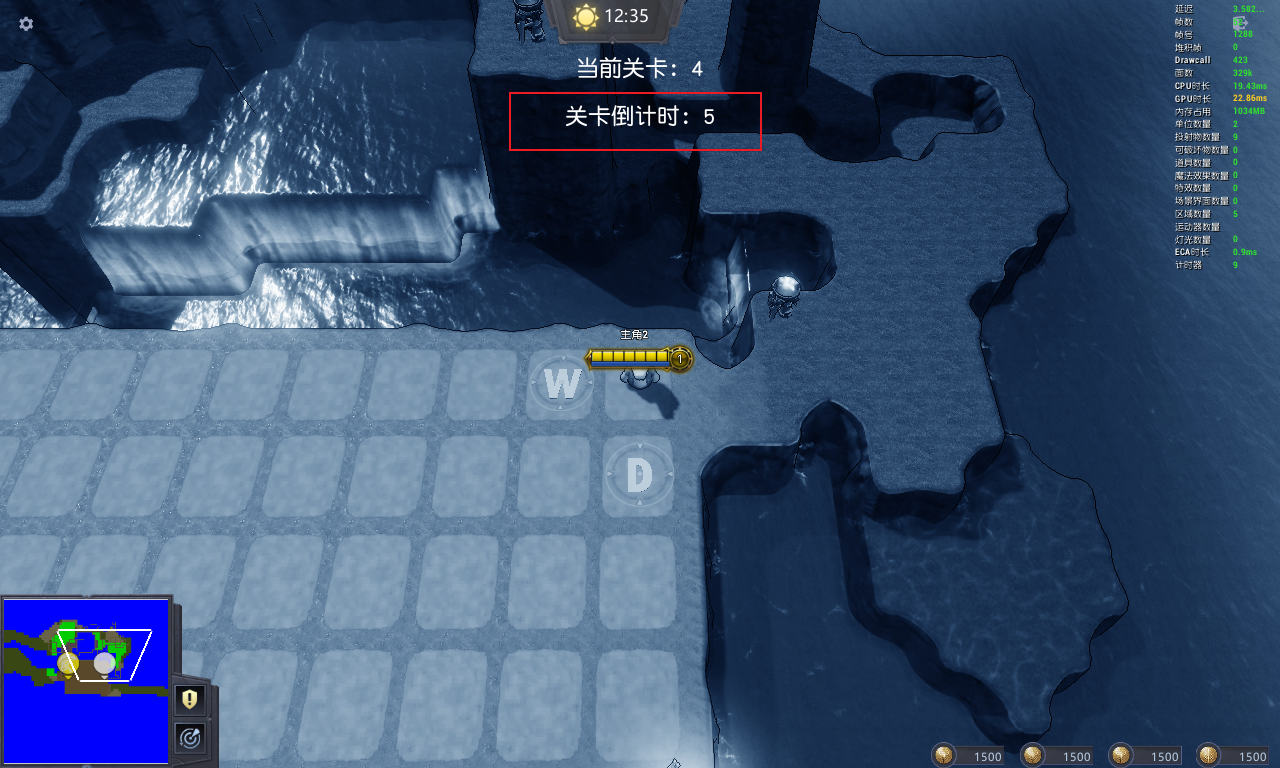 12:35
当前关卡：4
关卡倒计时：5
延迟 3.582...
帧数
帧号 1288
堆积帧 0
Drawcall 423
面数 329k
CPU时长 19.43ms
GPU时长 22.86ms
内存占用 1034MB
单位数量 2
投射物数量 9
可破坏物数量 0
道具数量 0
魔法效果数量 0
特效数量 0
场景界面数量 0
区域数量 5
运动器数量
灯光数量 0
ECA时长 0.9ms
计时器 9
主角2
1
W
D
1500 1500 1500 1500